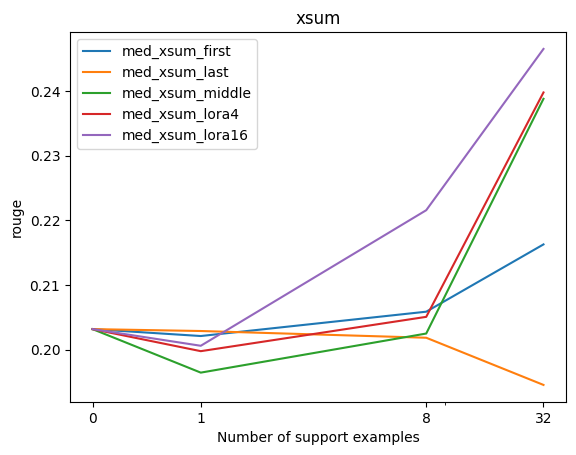 xsum
med_xsum_first
med_xsum_last
med_xsum_middle
med_xsum_lora4
med_xsum_lora16
rouge
0.24
0.23
0.22
0.21
0.20
0 1 8 32
Number of support examples